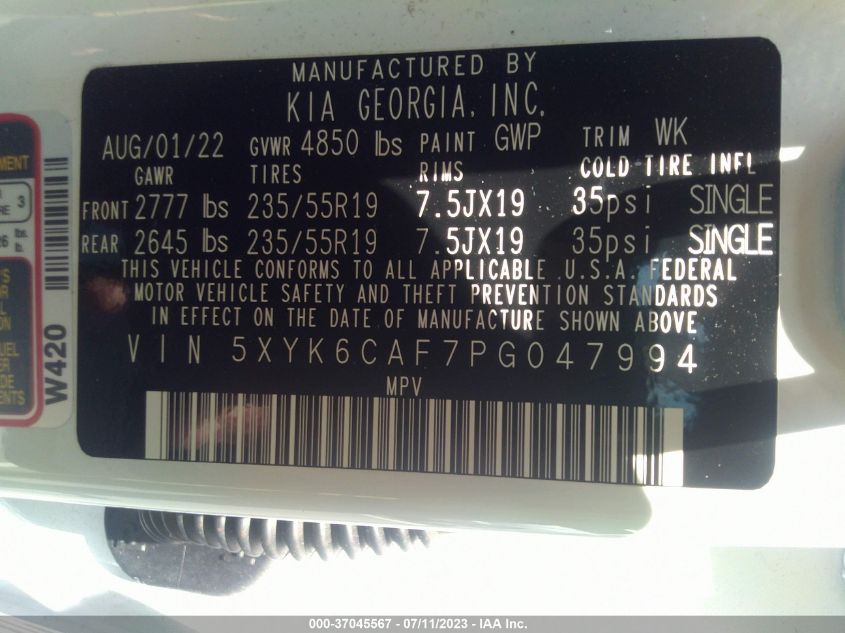 MANUFACTURED BY
KIA GEORGIA, INC.
AUG/01/22 GVWR 4850 lbs PAINT GWP TRIM WK
GAWR TIRES RIMS COLD TIRE INFL
FRONT 2777 lbs 235/55R19 7.5JX19 35psi SINGLE
REAR 2645 lbs 235/55R19 7.5JX19 35psi SINGLE
THIS VEHICLE CONFORMS TO ALL APPLICABLE U.S.A. FEDERAL
MOTOR VEHICLE SAFETY AND THEFT PREVENTION STANDARDS
IN EFFECT ON THE DATE OF MANUFACTURE SHOWN ABOVE
VIN 5XYK6CAF7PG047994
MPV
W420
3
lbs.
000-37045567 - 07/11/2023 - IAA Inc.